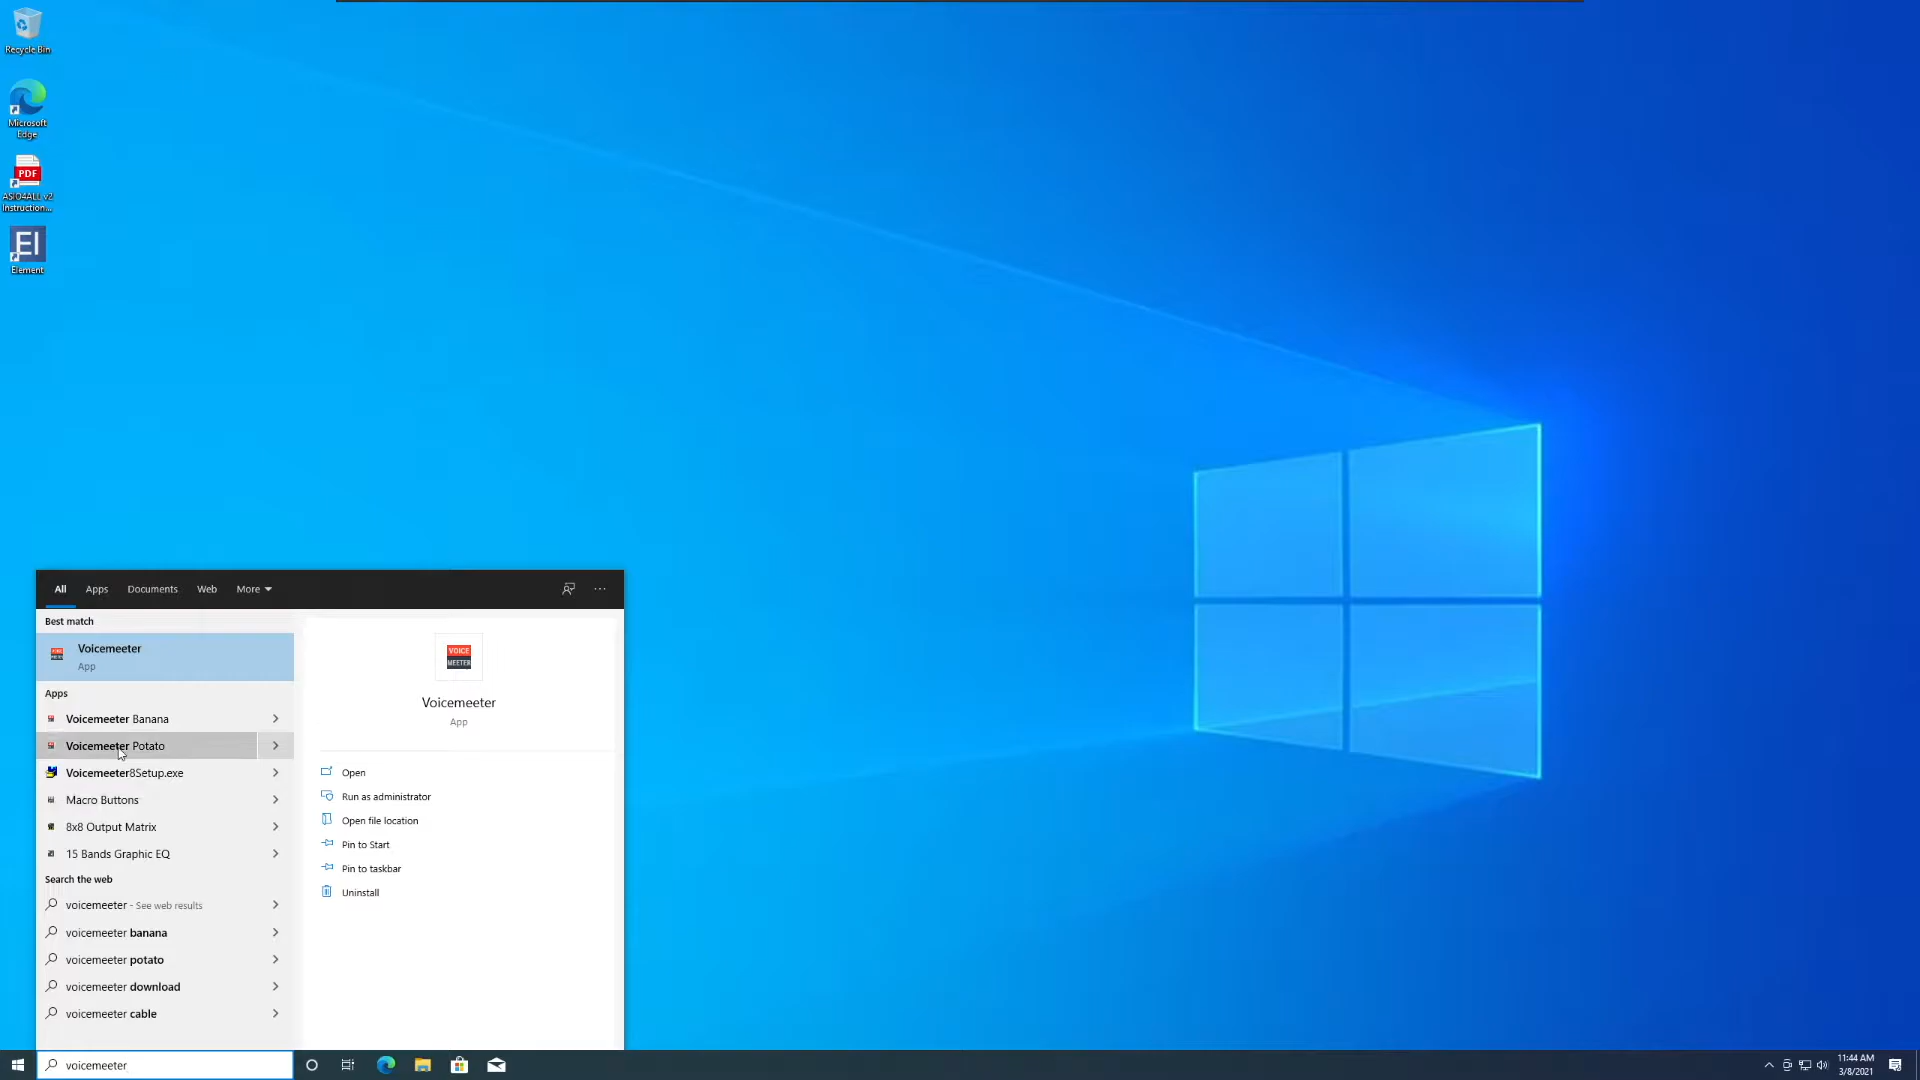 Recycle Bin
Microsoft
Edge
PDF
ASIO4ALL v2
Instruction...
El
Element
All
Apps
Documents
Web
More
Best match
Voicemeeter
App
Apps
Voicemeeter Banana
Voicemeeter Potato
Voicemeeter8Setup.exe
Macro Buttons
8x8 Output Matrix
15 Bands Graphic EQ
Search the web
voicemeeter - See web results
voicemeeter banana
voicemeeter potato
voicemeeter download
voicemeeter cable
VOICE
MEETER
Voicemeeter
App
Open
Run as administrator
Open file location
Pin to Start
Pin to taskbar
Uninstall
voicemeeter
11:44 AM
3/8/2021